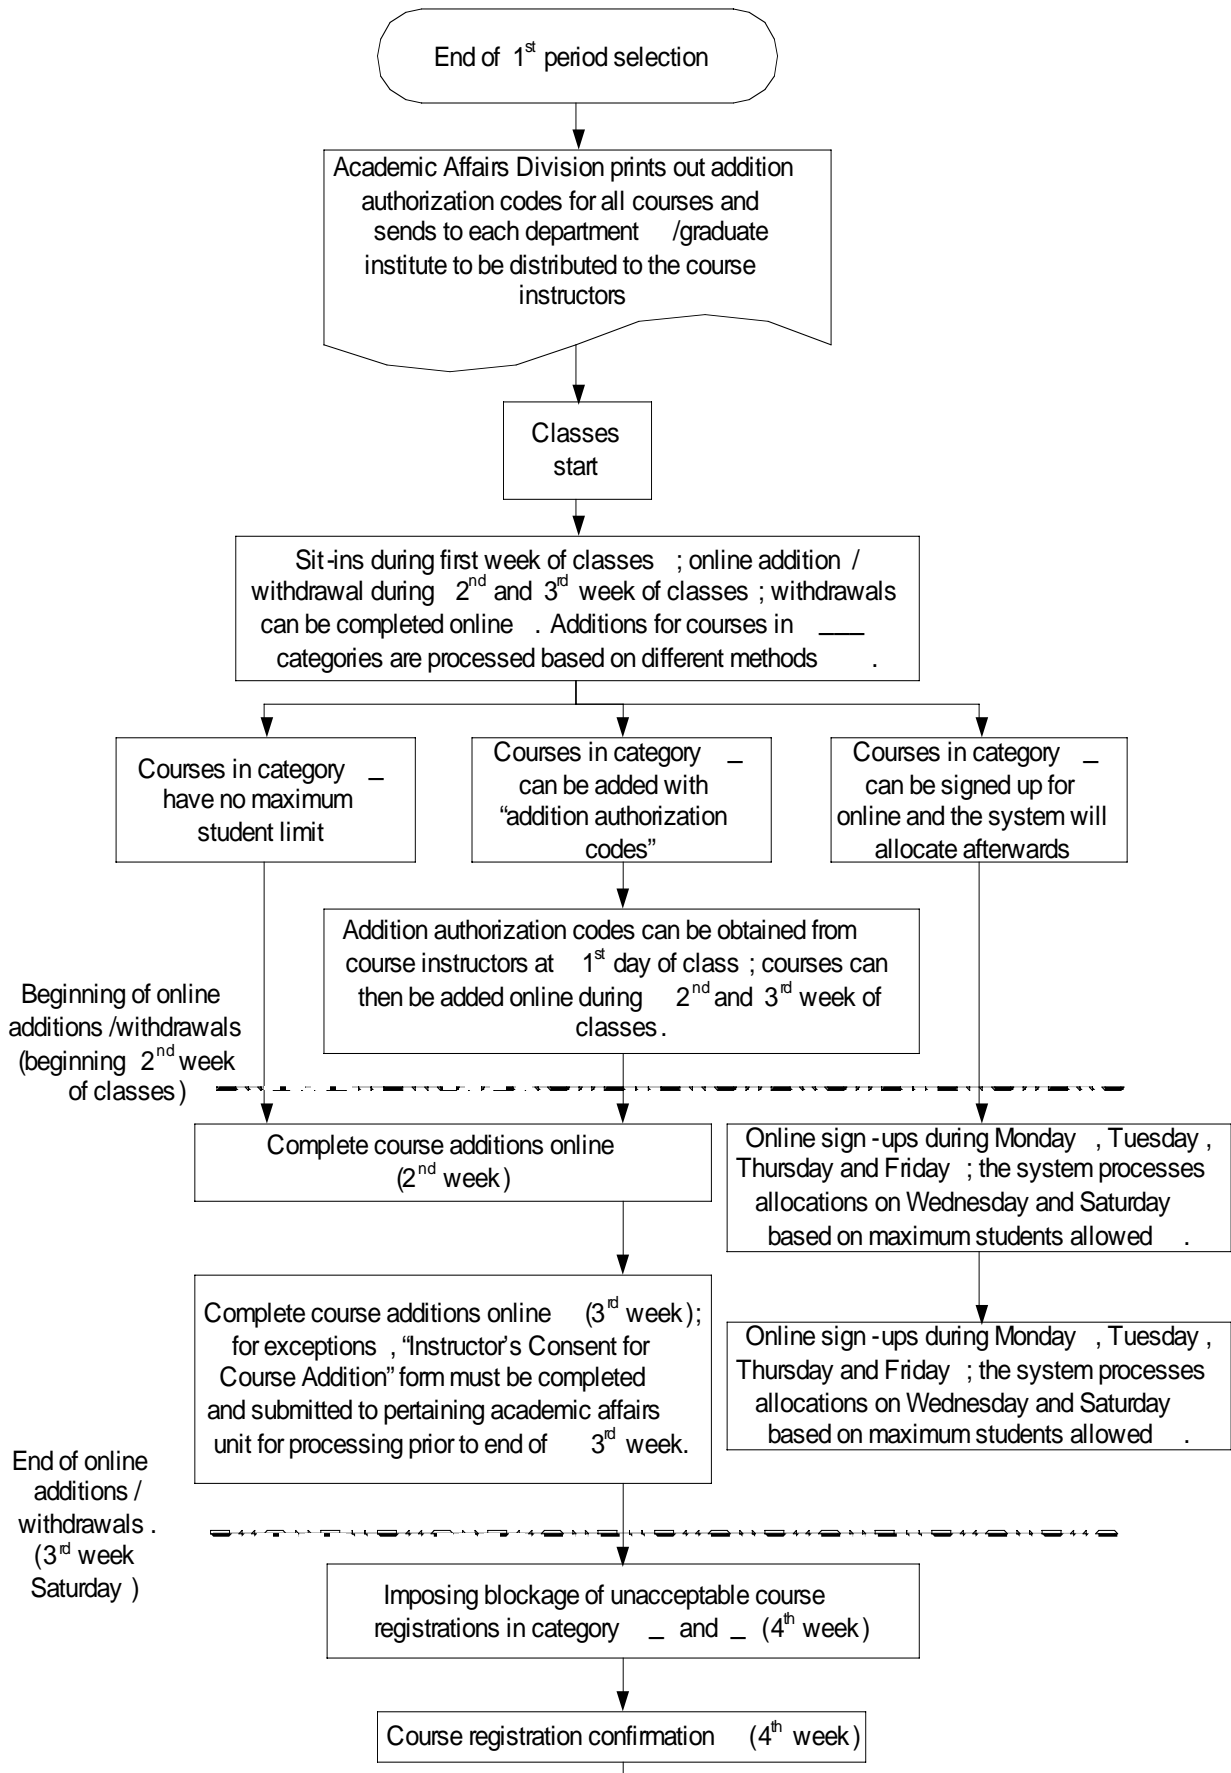 End of 1st period selection
Academic Affairs Division prints out addition
authorization codes for all courses and
sends to each department /graduate
institute to be distributed to the course
instructors
Classes
start
Sit-ins during first week of classes ; online addition /
withdrawal during 2nd and 3rd week of classes ; withdrawals
can be completed online . Additions for courses in ___
categories are processed based on different methods .
Courses in category _
have no maximum
student limit
Courses in category _
can be added with
“addition authorization
codes”
Courses in category _
can be signed up for
online and the system will
allocate afterwards
Addition authorization codes can be obtained from
course instructors at 1st day of class ; courses can
then be added online during 2nd and 3rd week of
classes .
Beginning of online
additions /withdrawals
(beginning 2nd week
of classes )
Complete course additions online
(2nd week )
Online sign -ups during Monday , Tuesday ,
Thursday and Friday ; the system processes
allocations on Wednesday and Saturday
based on maximum students allowed .
Complete course additions online (3rd week );
for exceptions , “Instructor’s Consent for
Course Addition” form must be completed
and submitted to pertaining academic affairs
unit for processing prior to end of 3rd week.
Online sign -ups during Monday , Tuesday ,
Thursday and Friday ; the system processes
allocations on Wednesday and Saturday
based on maximum students allowed .
End of online
additions /
withdrawals .
(3rd week
Saturday )
Imposing blockage of unacceptable course
registrations in category _ and _ (4th week)
Course registration confirmation (4th week)